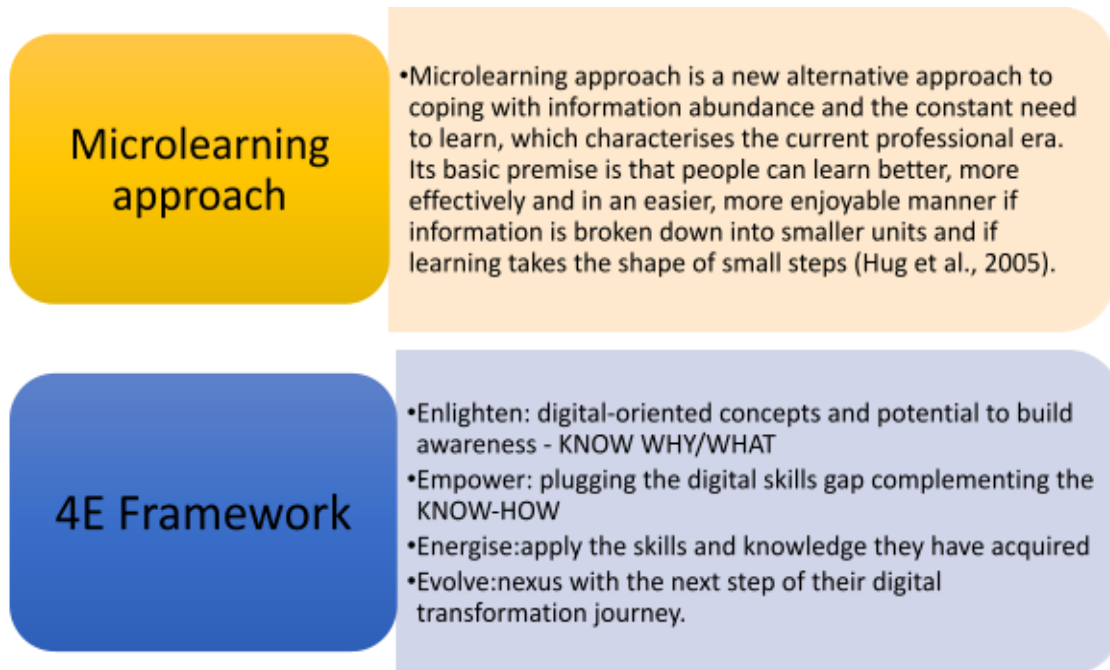 Microlearning
approach
•Microlearning approach is a new alternative approach to
coping with information abundance and the constant need
to learn, which characterises the current professional era.
Its basic premise is that people can learn better, more
effectively and in an easier, more enjoyable manner if
information is broken down into smaller units and if
learning takes the shape of small steps (Hug et al., 2005).
4E Framework
•Enlighten: digital-oriented concepts and potential to build
awareness - KNOW WHY/WHAT
•Empower: plugging the digital skills gap complementing the
KNOW-HOW
•Energise:apply the skills and knowledge they have acquired
•Evolve:nexus with the next step of their digital
transformation journey.